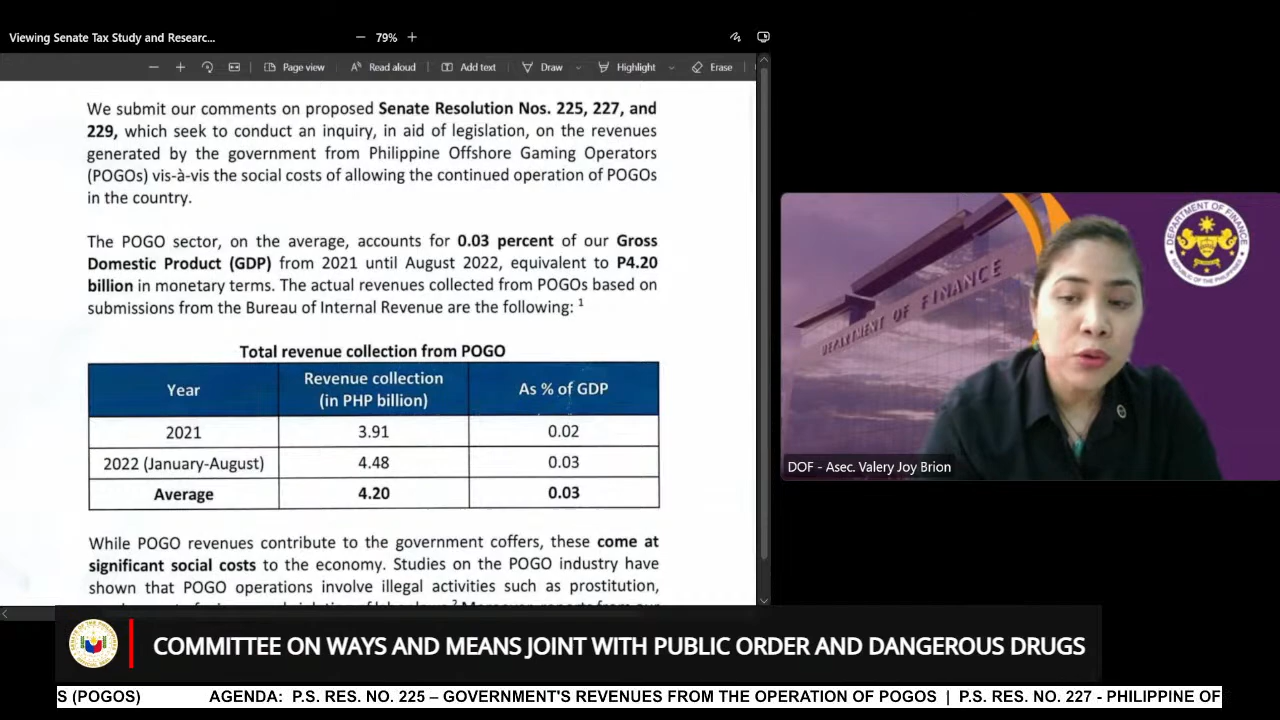 Viewing Senate Tax Study and Researc...
79%
Page view
Read aloud
Add text
Draw
Highlight
Erase
We submit our comments on proposed Senate Resolution Nos. 225, 227, and
229, which seek to conduct an inquiry, in aid of legislation, on the revenues
generated by the government from Philippine Offshore Gaming Operators
(POGOs) vis-à-vis the social costs of allowing the continued operation of POGOs
in the country.
The POGO sector, on the average, accounts for 0.03 percent of our Gross
Domestic Product (GDP) from 2021 until August 2022, equivalent to P4.20
billion in monetary terms. The actual revenues collected from POGOs based on
submissions from the Bureau of Internal Revenue are the following: 1
Total revenue collection from POGO
Year
Revenue collection
(in PHP billion)
As % of GDP
2021 3.91 0.02
2022 (January-August) 4.48 0.03
Average 4.20 0.03
While POGO revenues contribute to the government coffers, these come at
significant social costs to the economy. Studies on the POGO industry have
shown that POGO operations involve illegal activities such as prostitution,
DEPARTMENT OF FINANCE
DEPARTMENT OF FINANCE
REPUBLIC OF THE PHILIPPINES
DOF - Asec. Valery Joy Brion
COMMITTEE ON WAYS AND MEANS JOINT WITH PUBLIC ORDER AND DANGEROUS DRUGS
S (POGOS) AGENDA: P.S. RES. NO. 225 – GOVERNMENT'S REVENUES FROM THE OPERATION OF POGOS | P.S. RES. NO. 227 - PHILIPPINE OF